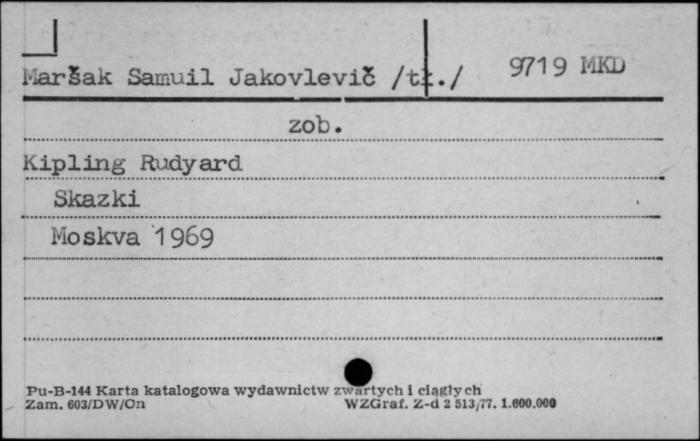 Maršak Samuil Jakovlevič /tł./ 9719 MKD
zob.
Kipling Rudyard
Skazki
Moskva 1969
Pu-B-144 Karta katalogowa wydawnictw zwartych i ciągłych
Zam. 603/DW/On WZGraf. Z-d 2 513/77. 1.600.000